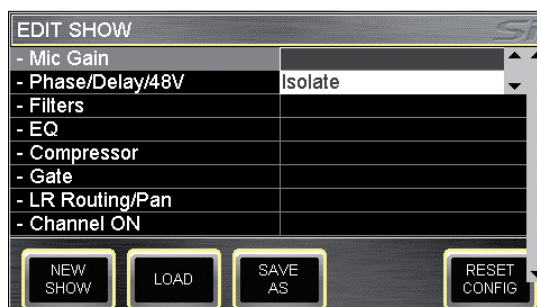 EDIT SHOW
Si
- Mic Gain
- Phase/Delay/48V Isolate
- Filters
- EQ
- Compressor
- Gate
- LR Routing/Pan
- Channel ON
NEW SHOW
LOAD
SAVE AS
RESET CONFIG